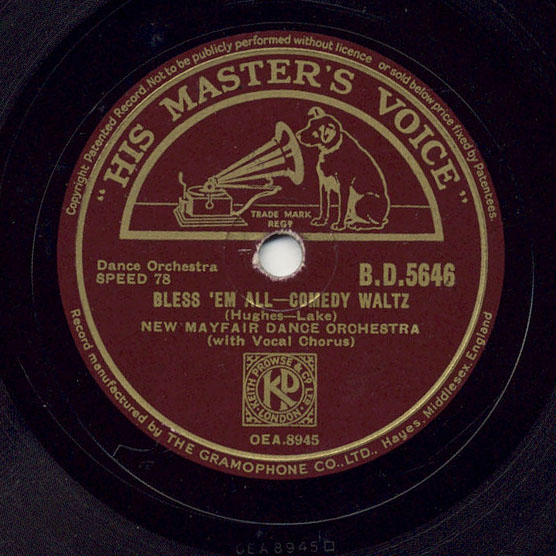 Copyright. Patented Record. Not to be publicly performed without licence or sold below price fixed by Patentees.
"HIS MASTER'S VOICE"
TRADE MARK
REGD
Dance Orchestra
SPEED 78
B.D.5646
BLESS 'EM ALL—COMEDY WALTZ
(Hughes—Lake)
NEW MAYFAIR DANCE ORCHESTRA
(with Vocal Chorus)
KEITH PROWSE & CO. LTD.
KP
LONDON
OEA.8945
Record manufactured by THE GRAMOPHONE CO., LTD., Hayes, Middlesex, England
OEA8945